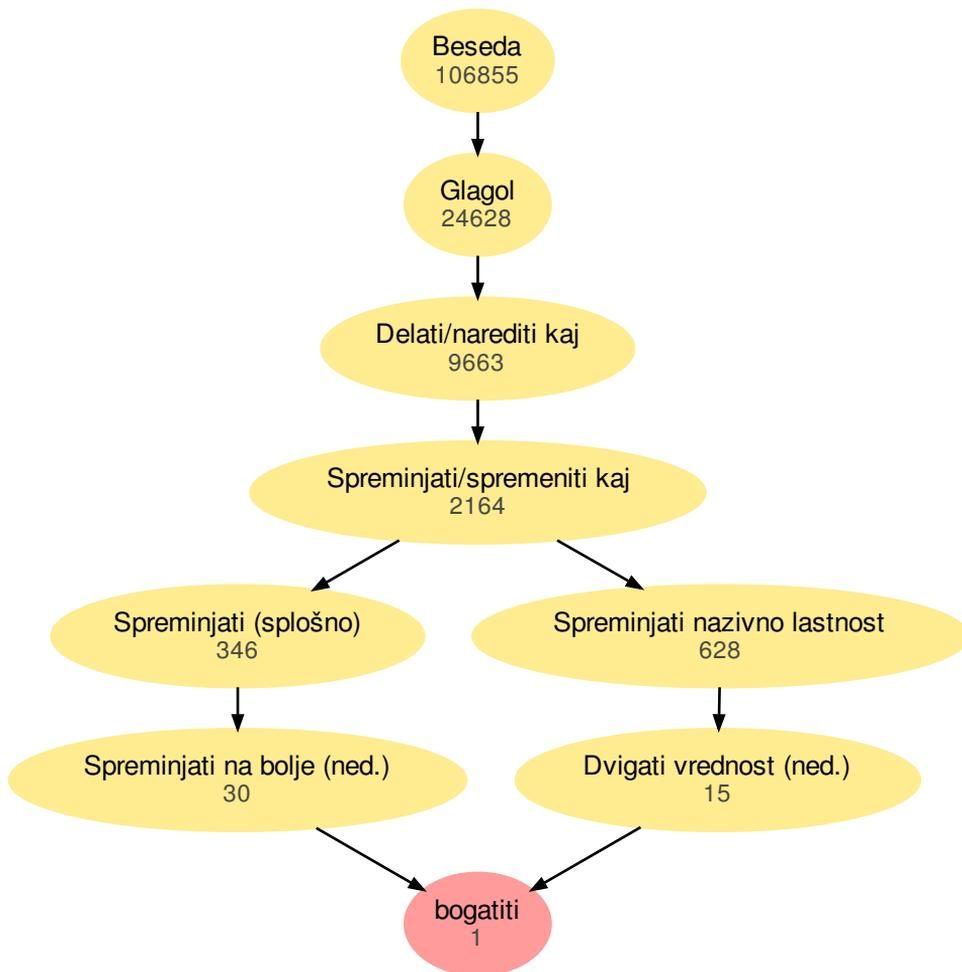 Beseda
106855
Glagol
24628
Delati/narediti kaj
9663
Spreminjati/spremeniti kaj
2164
Spreminjati (splošno)
346
Spreminjati nazivno lastnost
628
Spreminjati na bolje (ned.)
30
Dvigati vrednost (ned.)
15
bogatiti
1